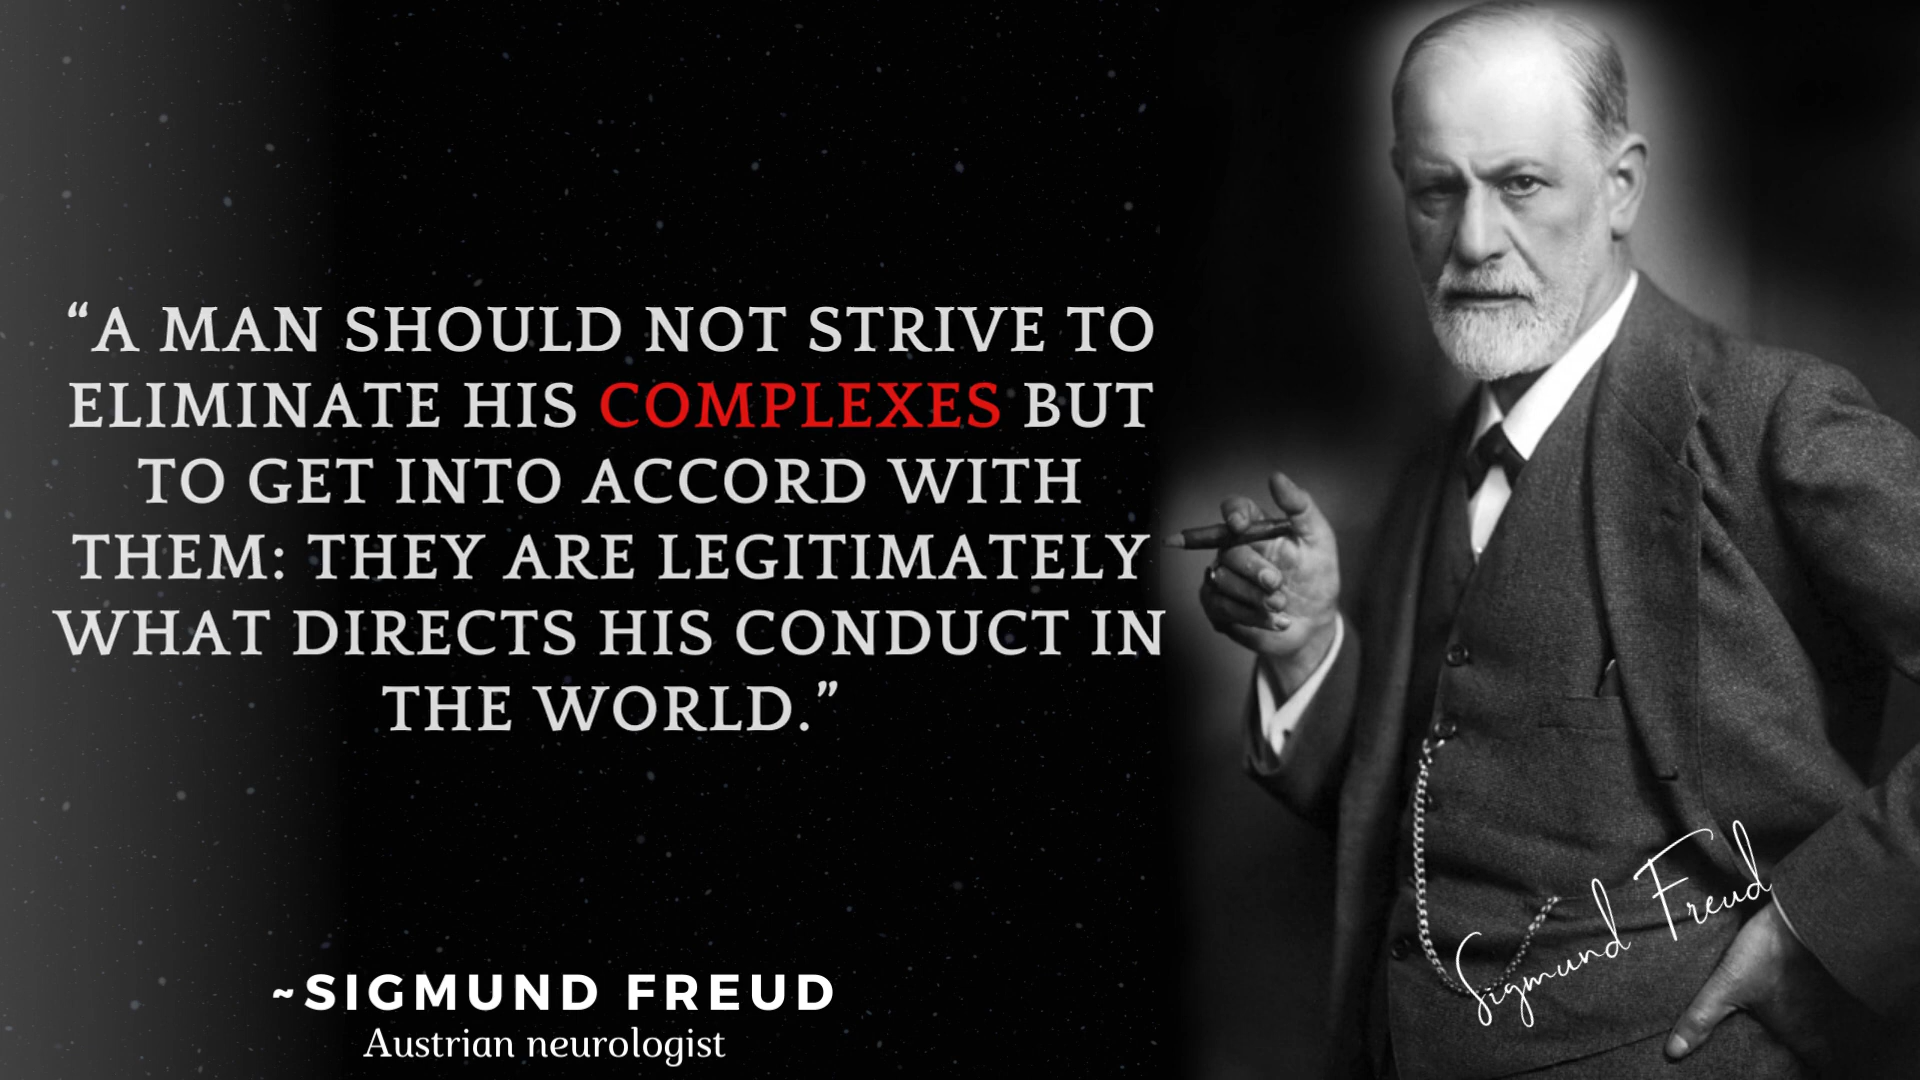 “A MAN SHOULD NOT STRIVE TO
ELIMINATE HIS COMPLEXES BUT
TO GET INTO ACCORD WITH
THEM: THEY ARE LEGITIMATELY
WHAT DIRECTS HIS CONDUCT IN
THE WORLD.”
~SIGMUND FREUD
Austrian neurologist
Sigmund Freud